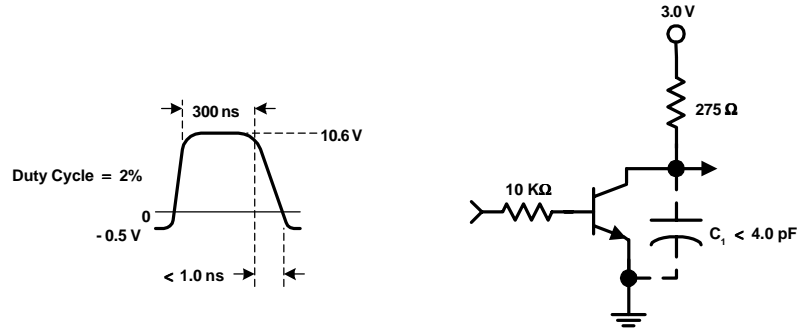 3.0 V
300 ns
275 Ω
10.6 V
Duty Cycle = 2%
10 KΩ
0
- 0.5 V
C1 < 4.0 pF
< 1.0 ns